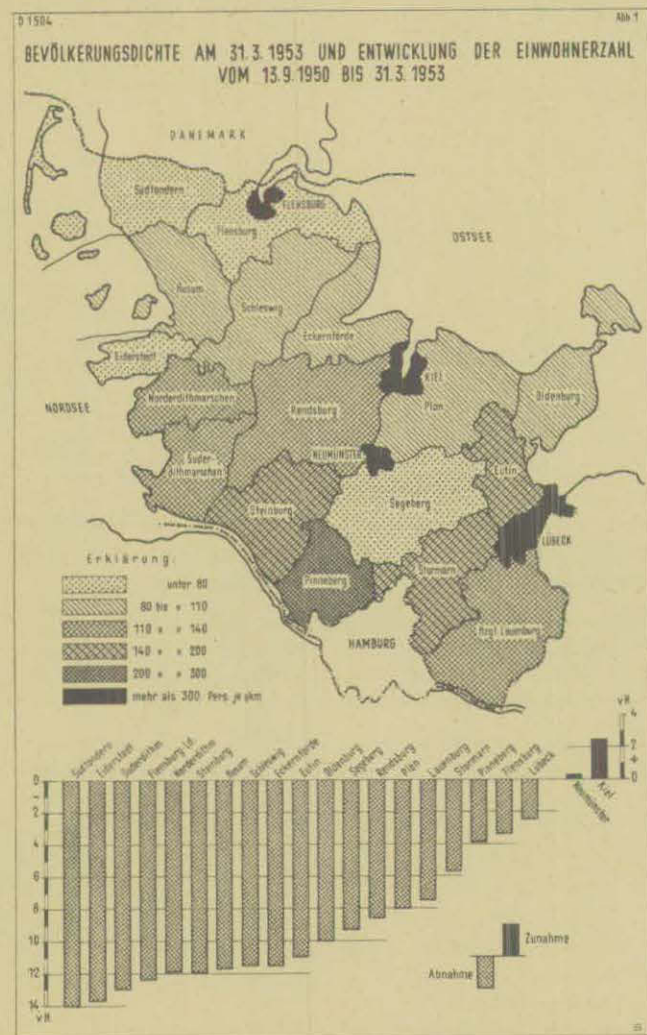 D 1504
Abb 1
BEVÖLKERUNGSDICHTE AM 31.3.1953 UND ENTWICKLUNG DER EINWOHNERZAHL
VOM 13.9.1950 BIS 31.3.1953
DÄNEMARK
Südtondern
FLENSBURG
Flensburg
OSTSEE
Husum
Schleswig
Eckernförde
Eiderstedt
KIEL
NORDSEE
Norderdithmarschen
Rendsburg
Plön
Oldenburg
NEUMÜNSTER
Süder-
dithmarschen
Eutin
Steinburg
Segeberg
LÜBECK
Pinneberg
Stormarn
HAMBURG
Hzgt. Lauenburg
Erklärung:
unter 80
80 bis " 110
110 " " 140
140 " " 200
200 " " 300
mehr als 300 Pers. je qkm
v H
4
2
+
0
Südtondern
Eiderstedt
Süderdithm.
Flensburg Ld.
Norderdithm
Steinburg
Husum
Schleswig
Eckernförde
Eutin
Oldenburg
Segeberg
Rendsburg
Plön
Lauenburg
Stormarn
Pinneberg
Flensburg
Lübeck
Neumünster
Kiel
0
–
2
4
6
8
10
12
14
v H.
Zunahme
Abnahme